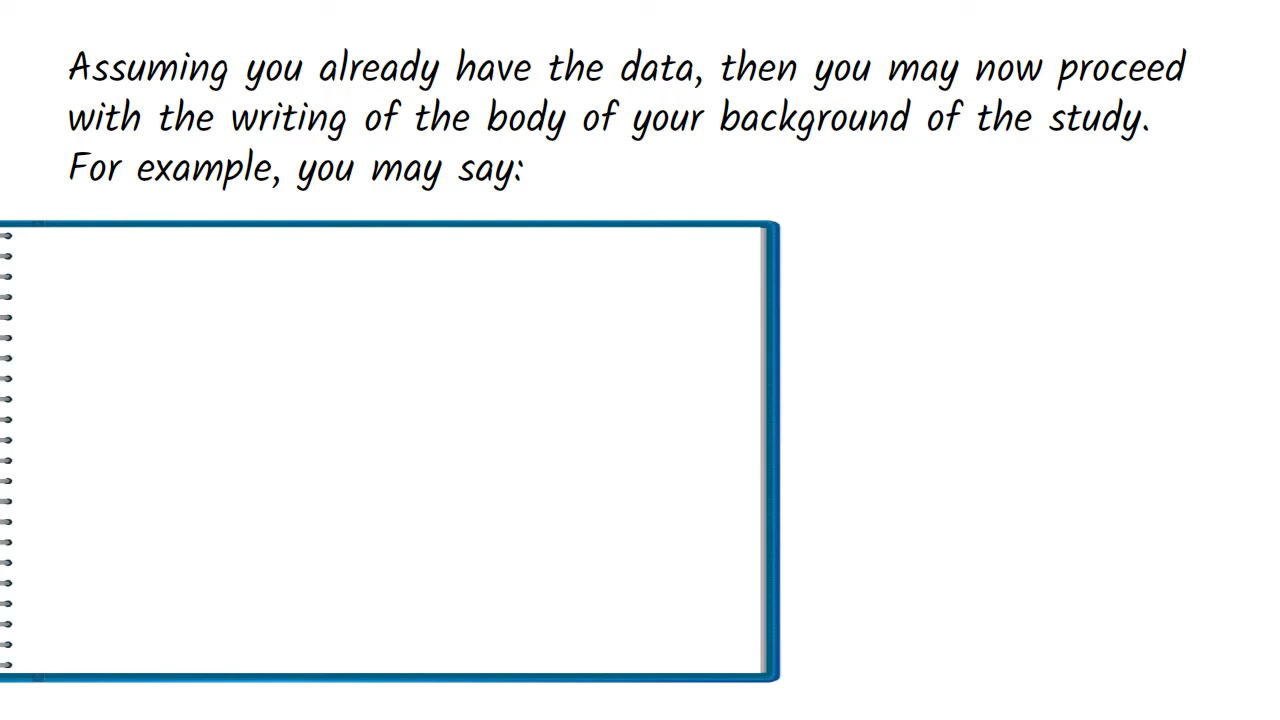 Assuming you already have the data, then you may now proceed
with the writing of the body of your background of the study.
For example, you may say: